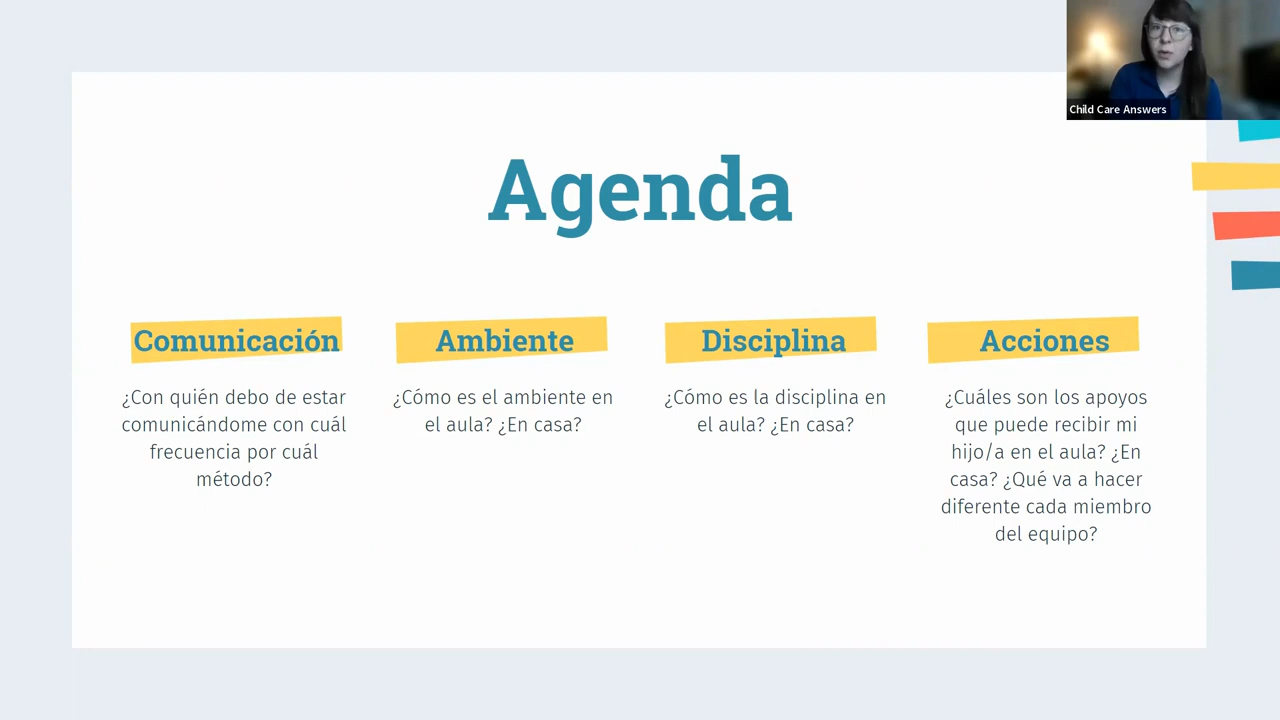 Child Care Answers
Agenda
Comunicación
¿Con quién debo de estar
comunicándome con cuál
frecuencia por cuál
método?
Ambiente
¿Cómo es el ambiente en
el aula? ¿En casa?
Disciplina
¿Cómo es la disciplina en
el aula? ¿En casa?
Acciones
¿Cuáles son los apoyos
que puede recibir mi
hijo/a en el aula? ¿En
casa? ¿Qué va a hacer
diferente cada miembro
del equipo?